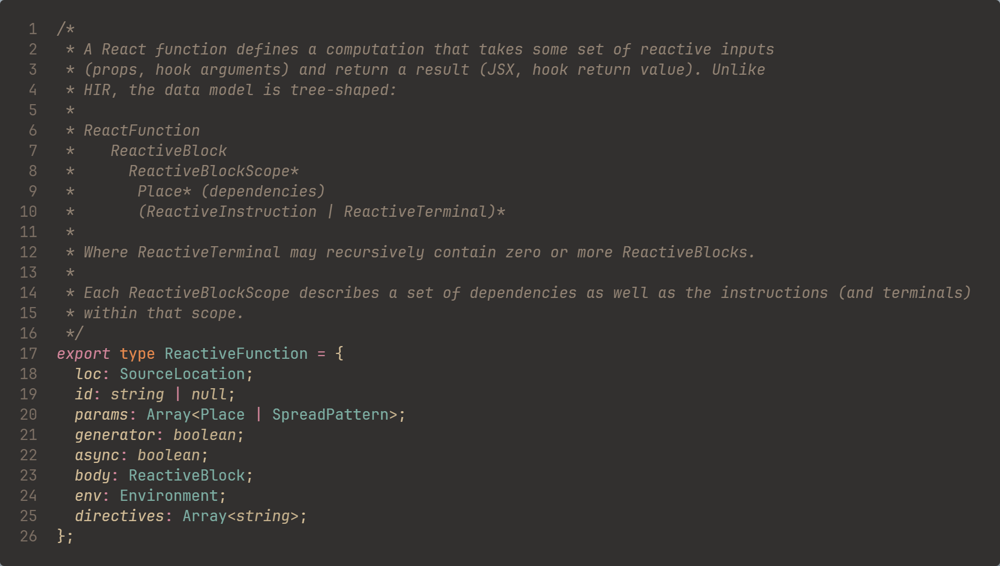 1 /*
2  * A React function defines a computation that takes some set of reactive inputs
3  * (props, hook arguments) and return a result (JSX, hook return value). Unlike
4  * HIR, the data model is tree-shaped:
5  *
6  * ReactFunction
7  *    ReactiveBlock
8  *      ReactiveBlockScope*
9  *       Place* (dependencies)
10  *       (ReactiveInstruction | ReactiveTerminal)*
11  *
12  * Where ReactiveTerminal may recursively contain zero or more ReactiveBlocks.
13  *
14  * Each ReactiveBlockScope describes a set of dependencies as well as the instructions (and terminals)
15  * within that scope.
16  */
17 export type ReactiveFunction = {
18   loc: SourceLocation;
19   id: string | null;
20   params: Array<Place | SpreadPattern>;
21   generator: boolean;
22   async: boolean;
23   body: ReactiveBlock;
24   env: Environment;
25   directives: Array<string>;
26 };